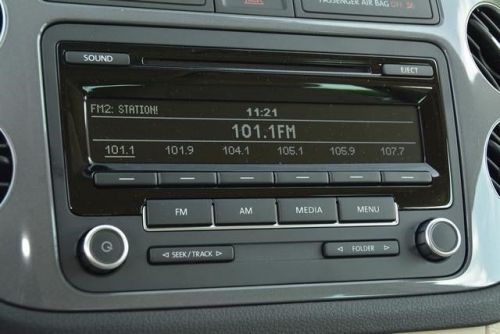 PASSENGER AIR BAG OFF
SOUND
EJECT
FM2: STATION!
11:21
101.1FM
101.1 101.9 104.1 105.1 105.9 107.7
FM AM MEDIA MENU
◁ SEEK/TRACK ▷
◁ FOLDER ▷